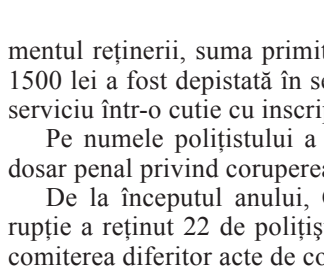 mentul reținerii, suma primit
1500 lei a fost depistată în s
serviciu într-o cutie cu inscri
Pe numele polițistului a
dosar penal privind coruperea
De la începutul anului,
rupție a reținut 22 de polițiș
comiterea diferitor acte de co